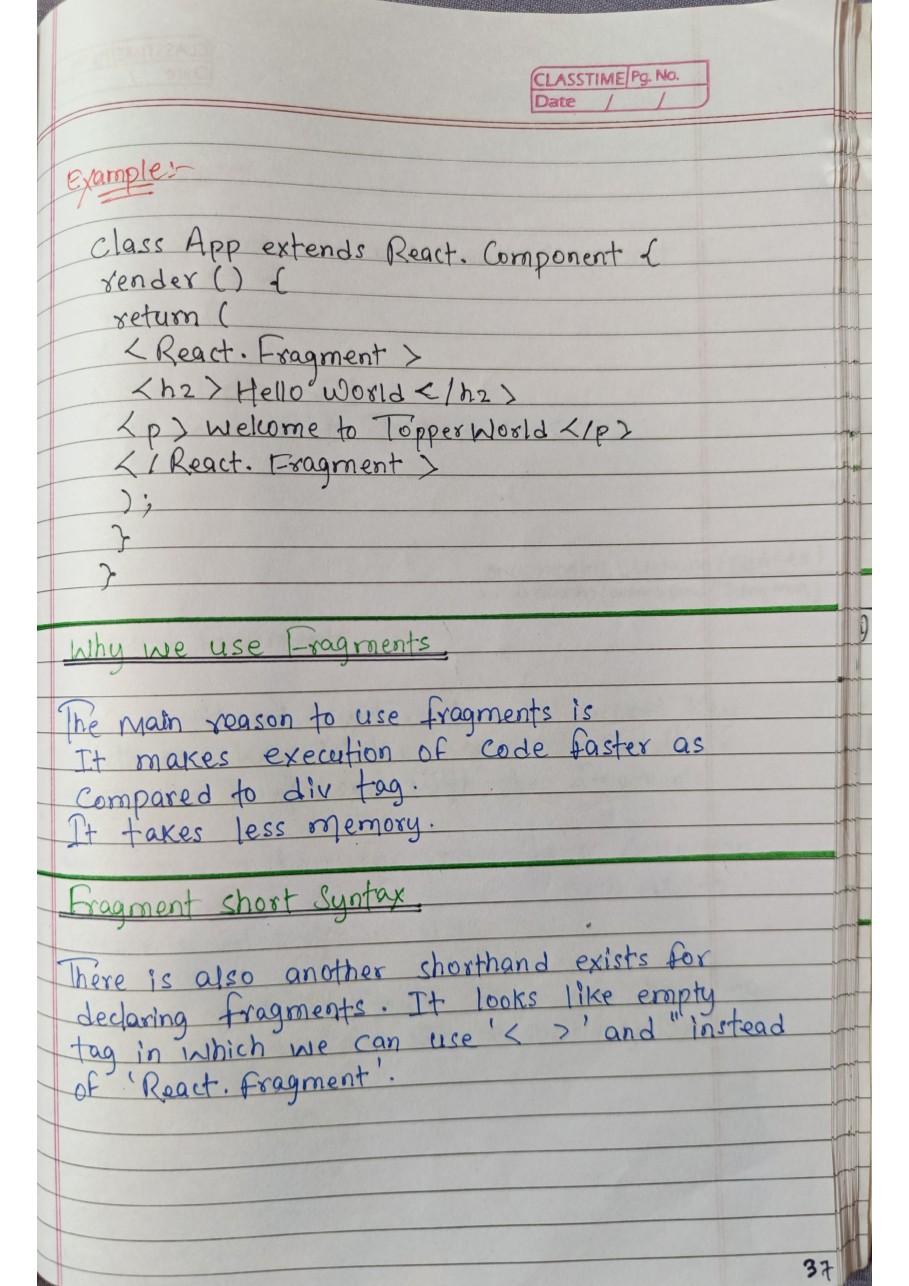 CLASSTIME Pg. No.
Date / /
Example:-
class App extends React. Component {
render () {
return (
< React. Fragment >
<h2> Hello World </h2>
<p> welcome to TopperWorld </p>
</ React. Fragment >
);
}
}
Why we use Fragments
The main reason to use fragments is
It makes execution of code faster as
Compared to div tag.
It takes less memory.
Fragment short Syntax
There is also another shorthand exists for
declaring fragments. It looks like empty
tag in which we can use '< >' and '' instead
of 'React. fragment'.
37